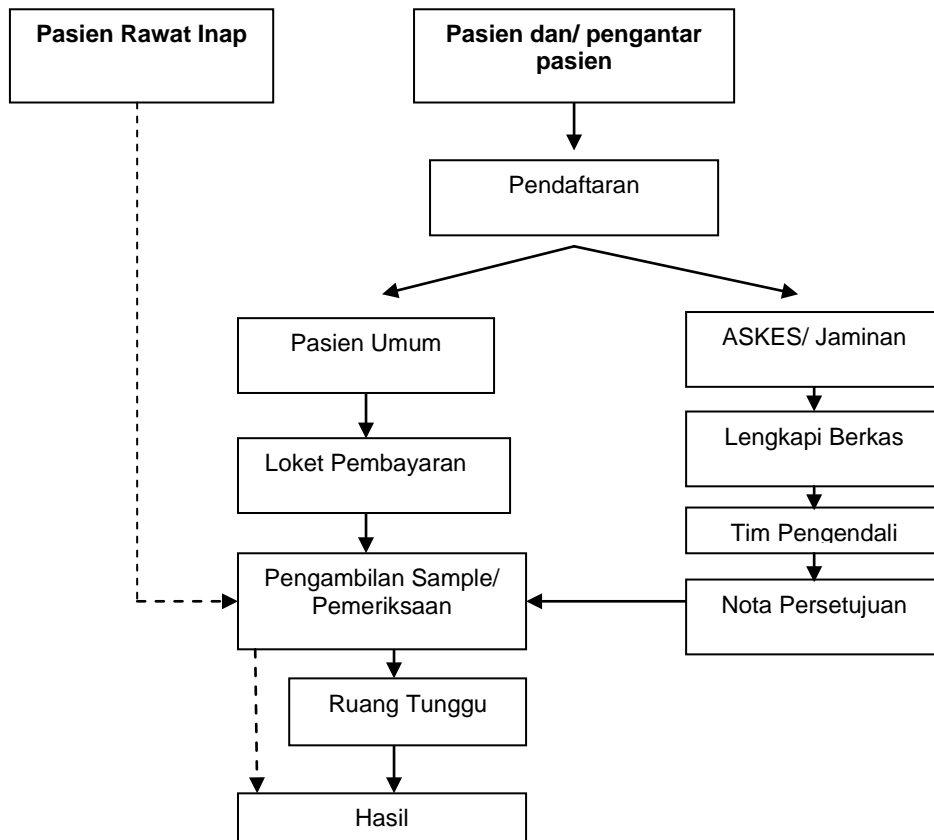 Pasien Rawat Inap
Pasien dan/ pengantar
pasien
Pendaftaran
Pasien Umum
ASKES/ Jaminan
Loket Pembayaran
Lengkapi Berkas
Tim Pengendali
Pengambilan Sample/
Pemeriksaan
Nota Persetujuan
Ruang Tunggu
Hasil